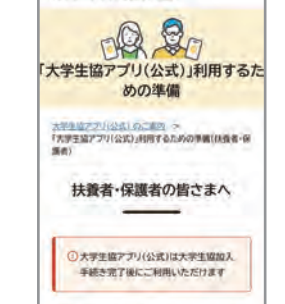 「大学生協アプリ(公式)」利用するた
めの準備
大学生協アプリ(公式)のご案内 >
「大学生協アプリ(公式)」利用するための準備(扶養者・保
護者)
扶養者・保護者の皆さまへ
大学生協アプリ(公式)は大学生協加入
手続き完了後にご利用いただけます